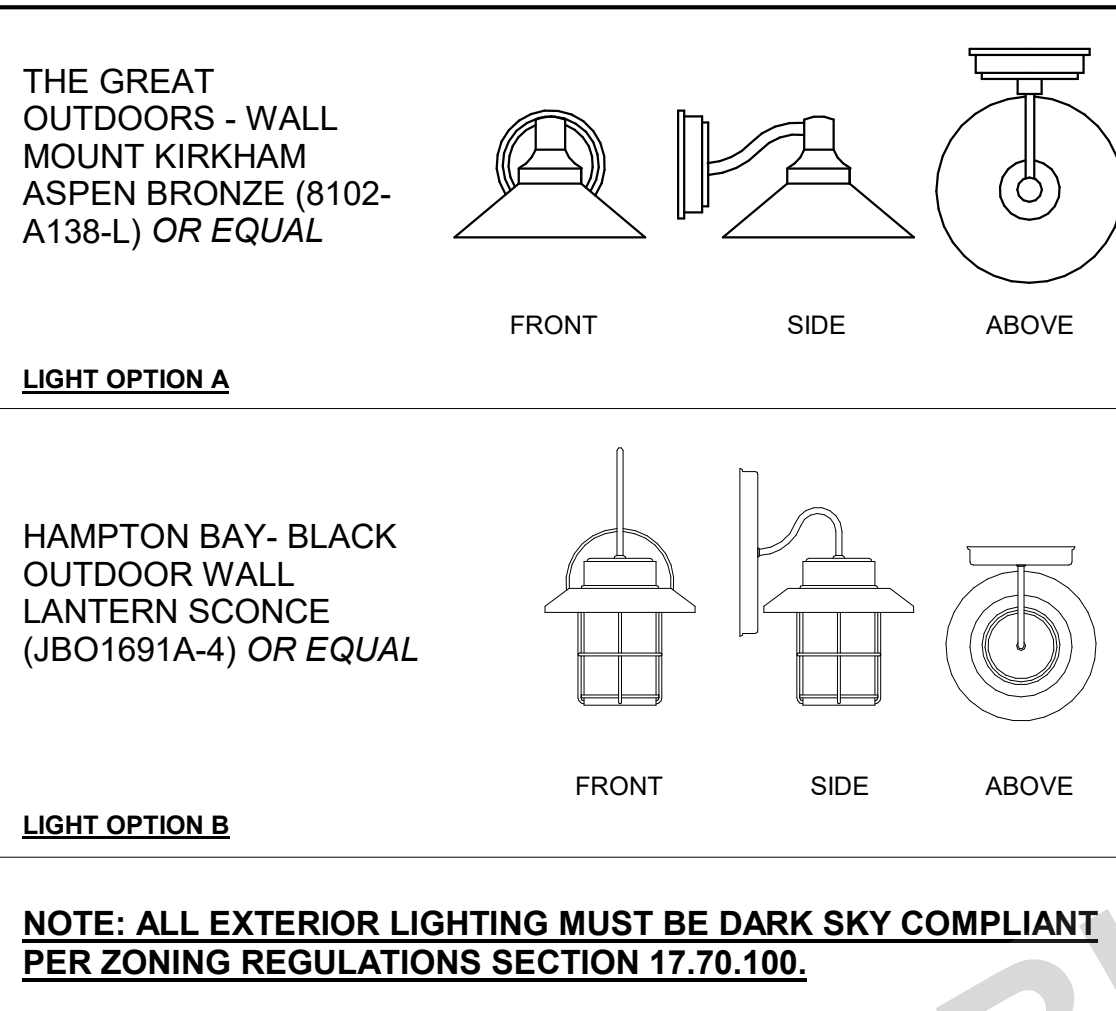 THE GREAT
OUTDOORS - WALL
MOUNT KIRKHAM
ASPEN BRONZE (8102-
A138-L) OR EQUAL
FRONT SIDE ABOVE
LIGHT OPTION A
HAMPTON BAY- BLACK
OUTDOOR WALL
LANTERN SCONCE
(JBO1691A-4) OR EQUAL
FRONT SIDE ABOVE
LIGHT OPTION B
NOTE: ALL EXTERIOR LIGHTING MUST BE DARK SKY COMPLIANT
PER ZONING REGULATIONS SECTION 17.70.100.